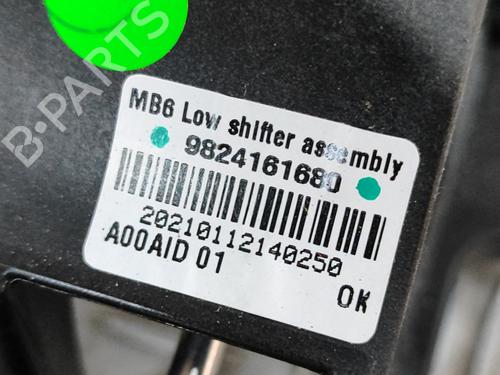 B-PARTS
MB6 Low shifter assembly
9824161680
20210112140250
A00AID 01
OK